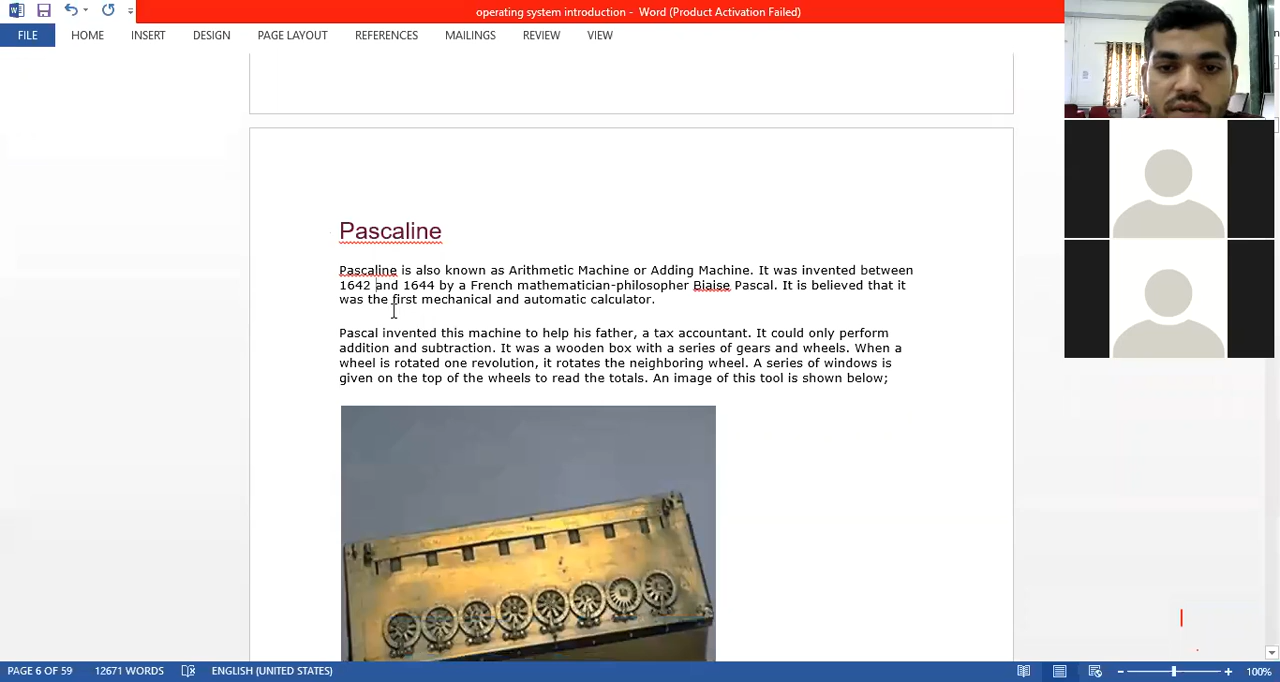 operating system introduction - Word (Product Activation Failed)
FILE HOME INSERT DESIGN PAGE LAYOUT REFERENCES MAILINGS REVIEW VIEW
Pascaline
Pascaline is also known as Arithmetic Machine or Adding Machine. It was invented between
1642 and 1644 by a French mathematician-philosopher Biaise Pascal. It is believed that it
was the first mechanical and automatic calculator.
Pascal invented this machine to help his father, a tax accountant. It could only perform
addition and subtraction. It was a wooden box with a series of gears and wheels. When a
wheel is rotated one revolution, it rotates the neighboring wheel. A series of windows is
given on the top of the wheels to read the totals. An image of this tool is shown below;
PAGE 6 OF 59 12671 WORDS ENGLISH (UNITED STATES) 100%